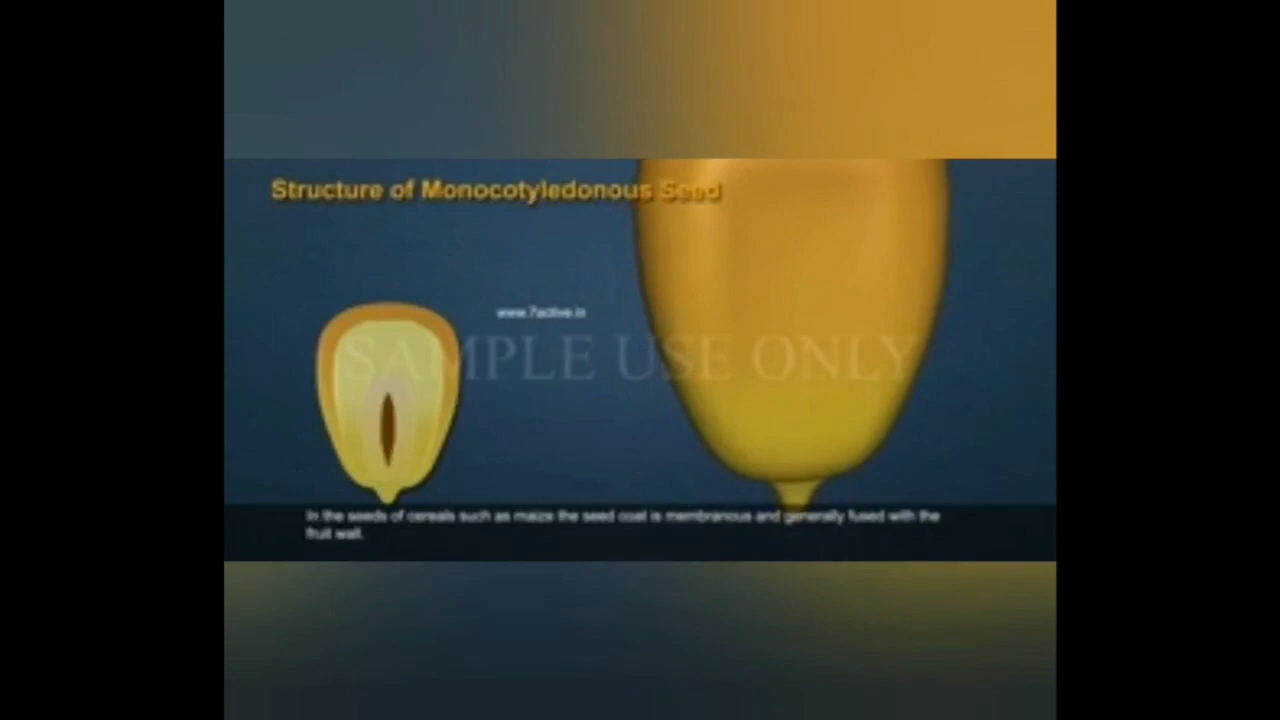 Structure of Monocotyledonous Seed
www.7active.in
SAMPLE USE ONLY
In the seeds of cereals such as maize the seed coat is membranous and generally fused with the
fruit wall.